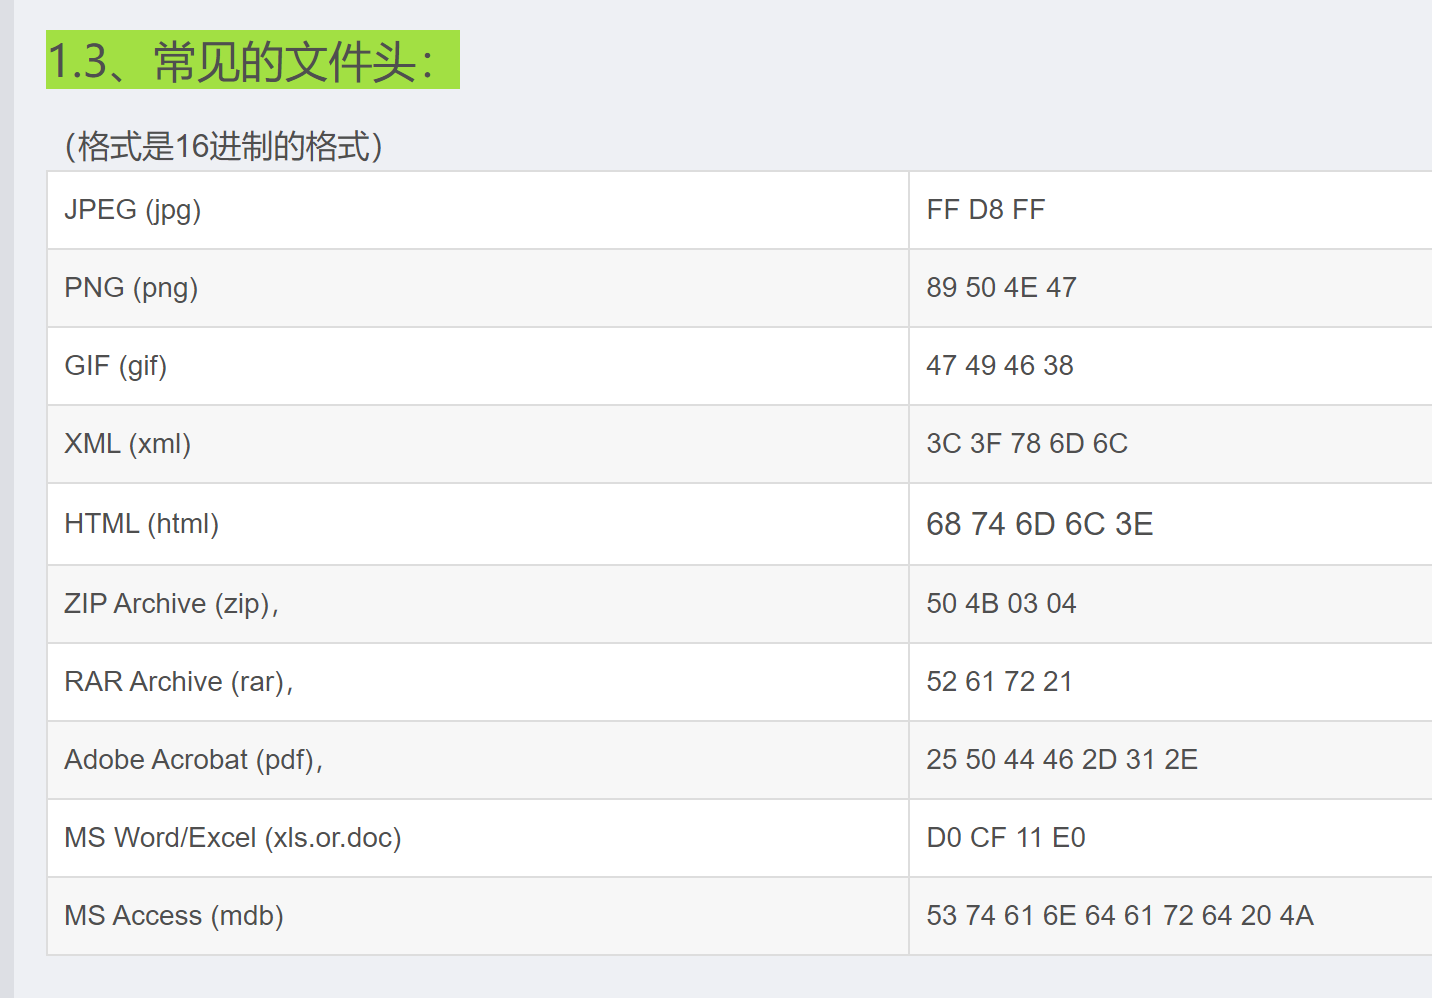 1.3、常见的文件头：
（格式是16进制的格式）
JPEG (jpg) FF D8 FF
PNG (png) 89 50 4E 47
GIF (gif) 47 49 46 38
XML (xml) 3C 3F 78 6D 6C
HTML (html) 68 74 6D 6C 3E
ZIP Archive (zip)， 50 4B 03 04
RAR Archive (rar)， 52 61 72 21
Adobe Acrobat (pdf)， 25 50 44 46 2D 31 2E
MS Word/Excel (xls.or.doc) D0 CF 11 E0
MS Access (mdb) 53 74 61 6E 64 61 72 64 20 4A